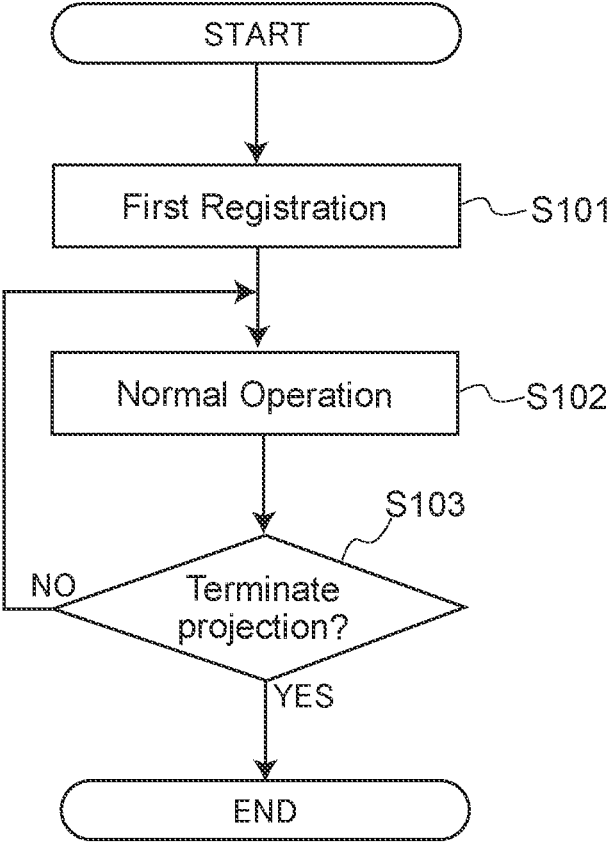 START
First Registration
S101
Normal Operation
S102
S103
NO
Terminate
projection?
YES
END